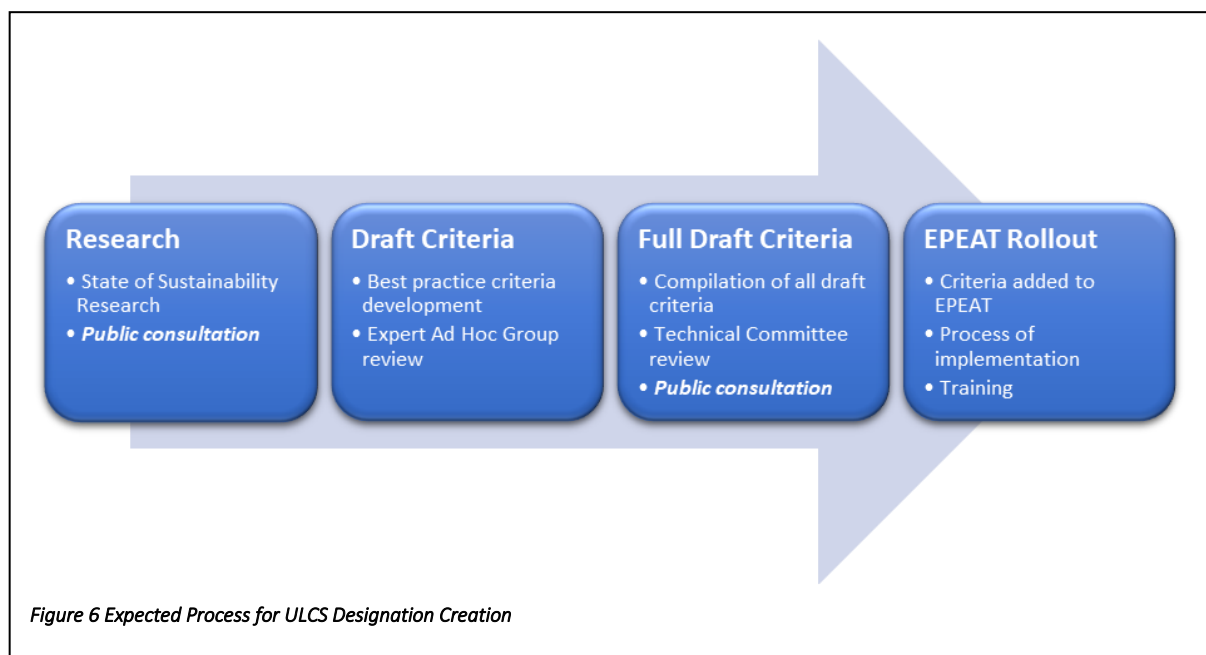 Research
• State of Sustainability
Research
• Public consultation
Draft Criteria
• Best practice criteria
development
• Expert Ad Hoc Group
review
Full Draft Criteria
• Compilation of all draft
criteria
• Technical Committee
review
• Public consultation
EPEAT Rollout
• Criteria added to
EPEAT
• Process of
implementation
• Training
Figure 6 Expected Process for ULCS Designation Creation